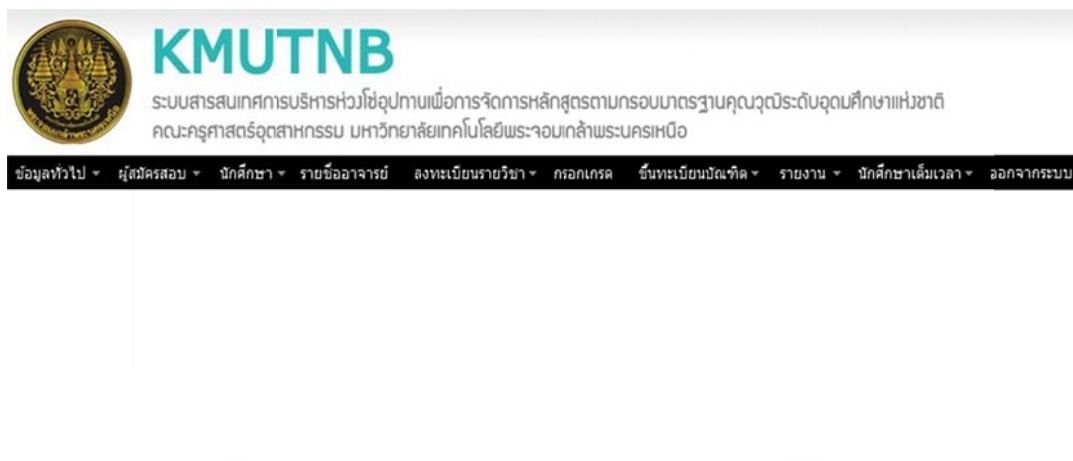 KMUTNB
ระบบสารสนเทศการบริหารห่วงโซ่อุปทานเพื่อการจัดการหลักสูตรตามกรอบมาตรฐานคุณวุฒิระดับอุดมศึกษาแห่งชาติ
คณะครุศาสตร์อุตสาหกรรม มหาวิทยาลัยเทคโนโลยีพระจอมเกล้าพระนครเหนือ
ข้อมูลทั่วไป ผู้สมัครสอบ นักศึกษา รายชื่ออาจารย์ ลงทะเบียนรายวิชา กรอกเกรด ขึ้นทะเบียนบัณฑิต รายงาน นักศึกษาเต็มเวลา ออกจากระบบ